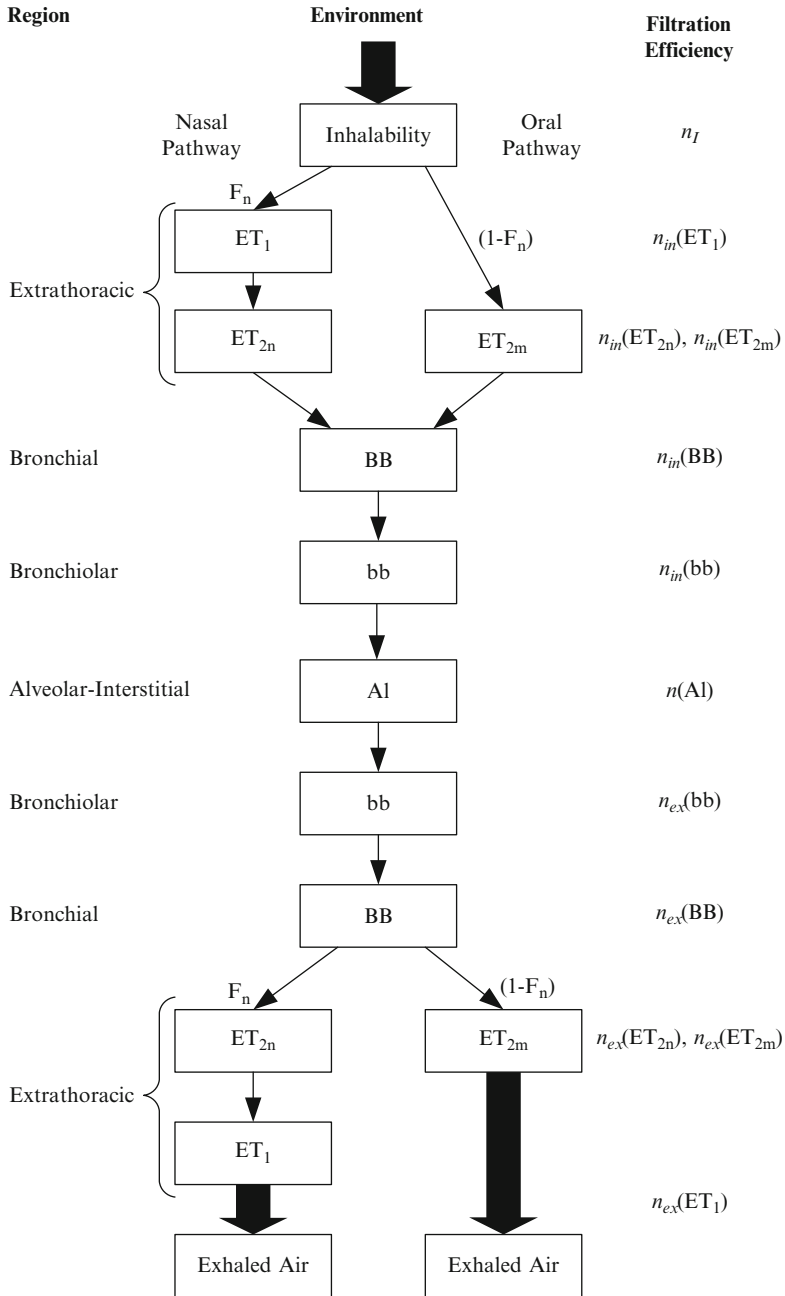 Region
Environment
Filtration
Efficiency
Nasal
Pathway
Inhalability
Oral
Pathway
n_I
F_n
(1-F_n)
ET_1
n_in(ET_1)
Extrathoracic
ET_2n
ET_2m
n_in(ET_2n), n_in(ET_2m)
Bronchial
BB
n_in(BB)
Bronchiolar
bb
n_in(bb)
Alveolar-Interstitial
Al
n(Al)
Bronchiolar
bb
n_ex(bb)
Bronchial
BB
n_ex(BB)
F_n
(1-F_n)
ET_2n
ET_2m
n_ex(ET_2n), n_ex(ET_2m)
Extrathoracic
ET_1
n_ex(ET_1)
Exhaled Air
Exhaled Air